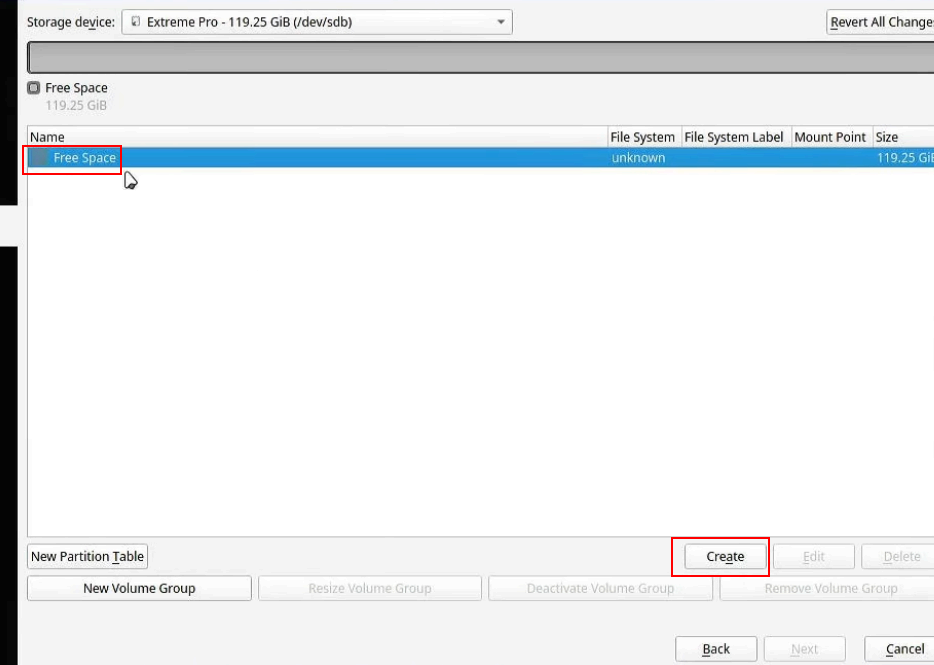 Storage device: Extreme Pro - 119.25 GiB (/dev/sdb) Revert All Changes
Free Space
119.25 GiB
Name File System File System Label Mount Point Size
Free Space unknown 119.25 GiB
New Partition Table Create Edit Delete
New Volume Group Resize Volume Group Deactivate Volume Group Remove Volume Group
Back Next Cancel